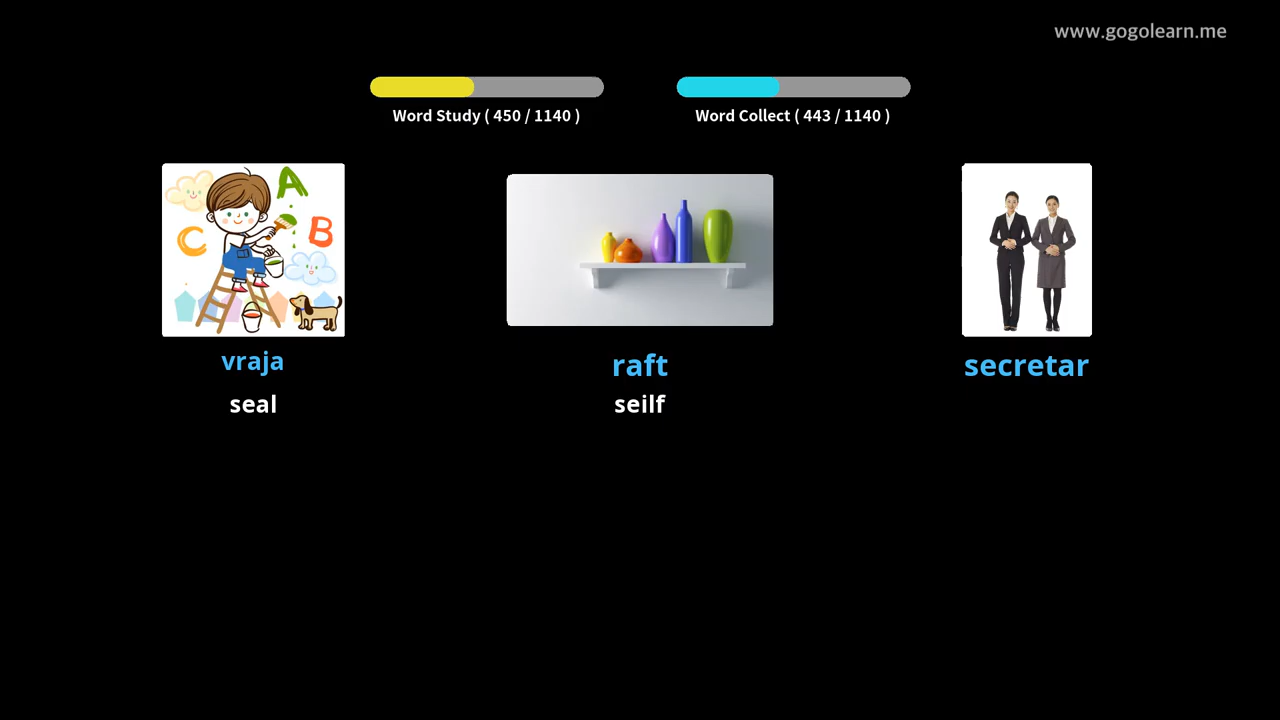 www.gogolearn.me
Word Study ( 450 / 1140 )
Word Collect ( 443 / 1140 )
A
B
C
vraja
raft
secretar
seal
seilf